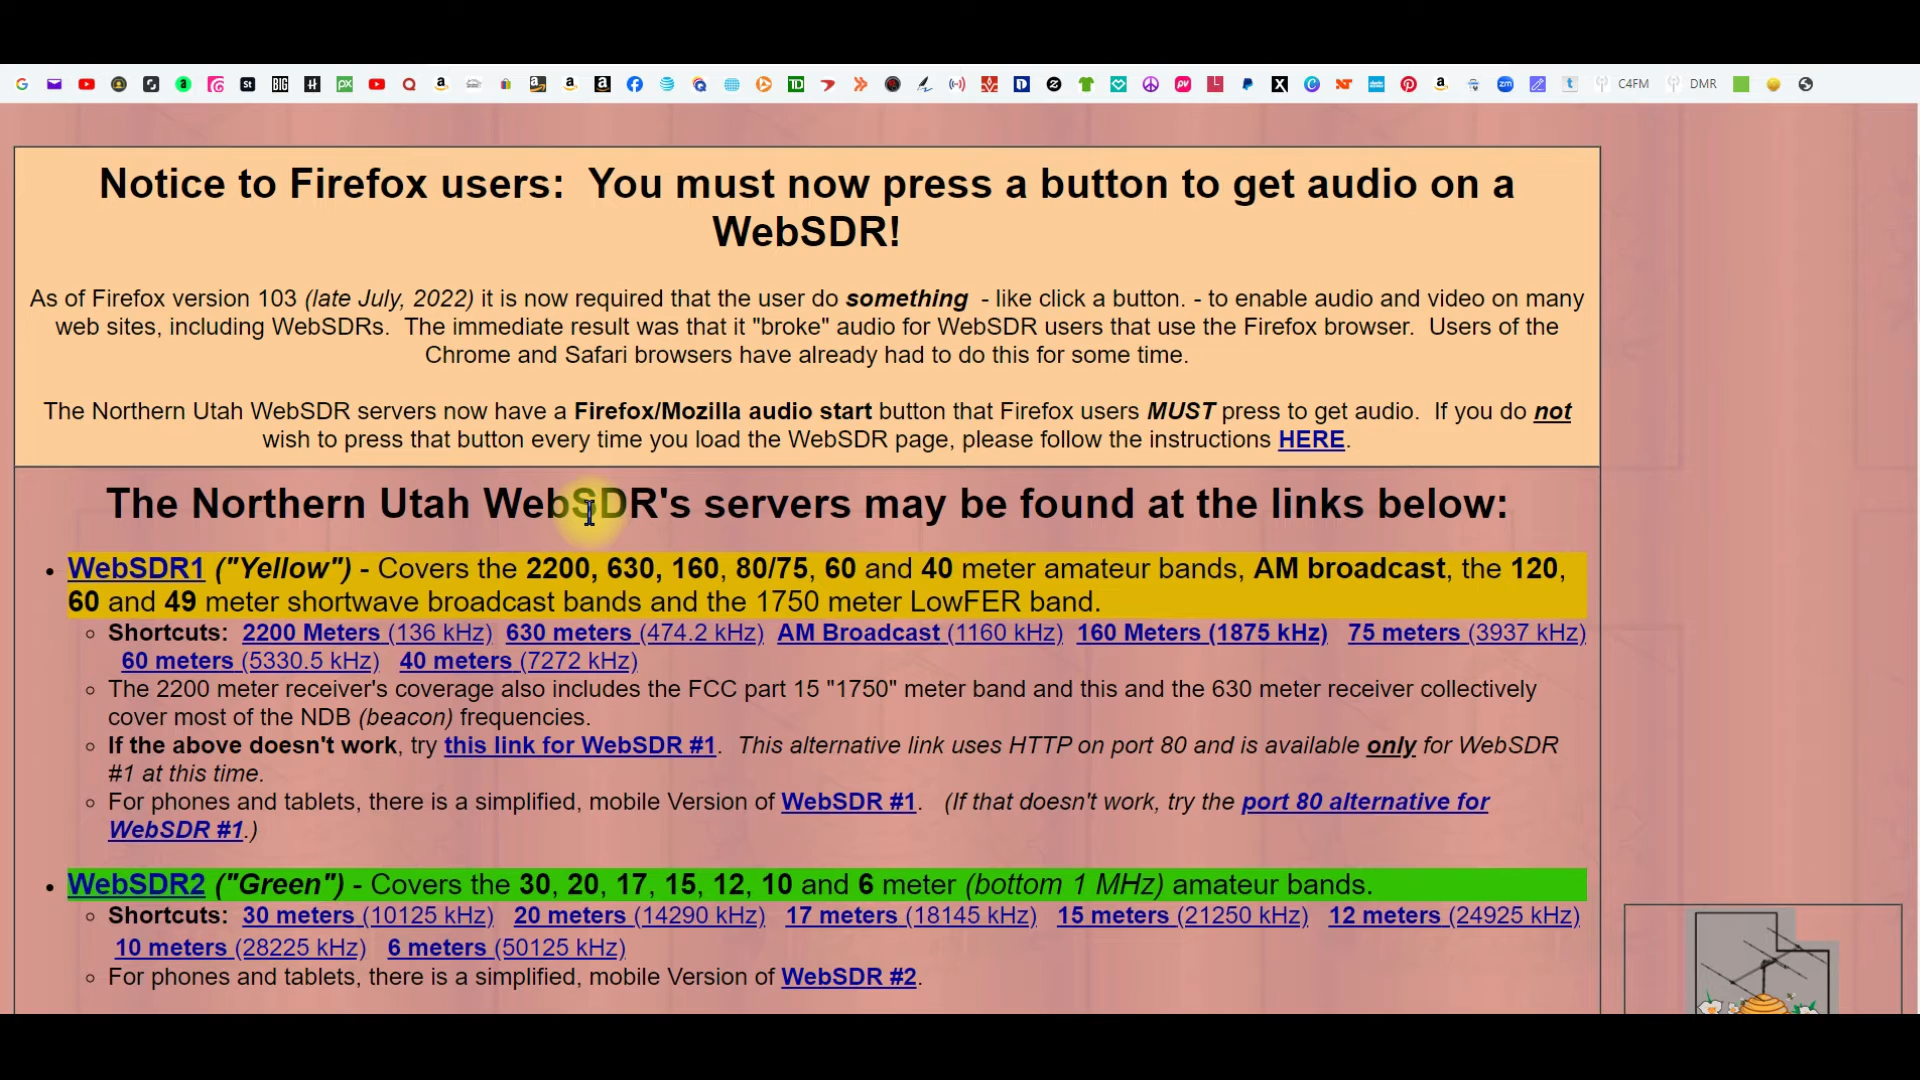 C4FM DMR
Notice to Firefox users: You must now press a button to get audio on a
WebSDR!
As of Firefox version 103 (late July, 2022) it is now required that the user do something - like click a button. - to enable audio and video on many
web sites, including WebSDRs. The immediate result was that it "broke" audio for WebSDR users that use the Firefox browser. Users of the
Chrome and Safari browsers have already had to do this for some time.
The Northern Utah WebSDR servers now have a Firefox/Mozilla audio start button that Firefox users MUST press to get audio. If you do not
wish to press that button every time you load the WebSDR page, please follow the instructions HERE.
The Northern Utah WebSDR's servers may be found at the links below:
• WebSDR1 ("Yellow") - Covers the 2200, 630, 160, 80/75, 60 and 40 meter amateur bands, AM broadcast, the 120,
60 and 49 meter shortwave broadcast bands and the 1750 meter LowFER band.
◦ Shortcuts: 2200 Meters (136 kHz) 630 meters (474.2 kHz) AM Broadcast (1160 kHz) 160 Meters (1875 kHz) 75 meters (3937 kHz)
60 meters (5330.5 kHz) 40 meters (7272 kHz)
◦ The 2200 meter receiver's coverage also includes the FCC part 15 "1750" meter band and this and the 630 meter receiver collectively
cover most of the NDB (beacon) frequencies.
◦ If the above doesn't work, try this link for WebSDR #1. This alternative link uses HTTP on port 80 and is available only for WebSDR
#1 at this time.
◦ For phones and tablets, there is a simplified, mobile Version of WebSDR #1. (If that doesn't work, try the port 80 alternative for
WebSDR #1.)
• WebSDR2 ("Green") - Covers the 30, 20, 17, 15, 12, 10 and 6 meter (bottom 1 MHz) amateur bands.
◦ Shortcuts: 30 meters (10125 kHz) 20 meters (14290 kHz) 17 meters (18145 kHz) 15 meters (21250 kHz) 12 meters (24925 kHz)
10 meters (28225 kHz) 6 meters (50125 kHz)
◦ For phones and tablets, there is a simplified, mobile Version of WebSDR #2.